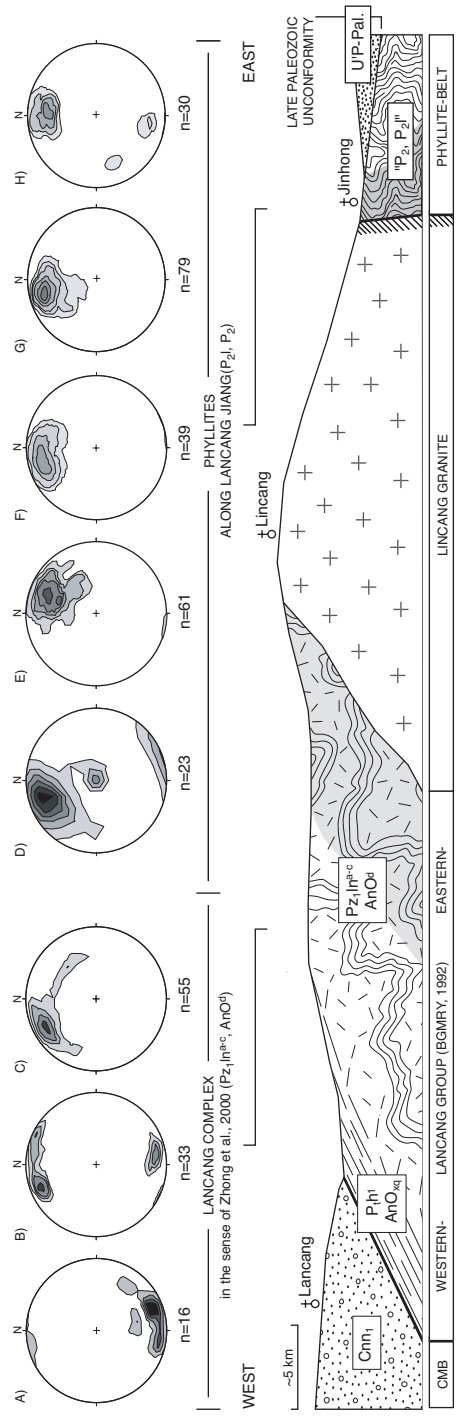 A) B) C) D) E) F) G) H)
N N N N N N N N
n=16 n=33 n=55 n=23 n=61 n=39 n=79 n=30
LANCANG COMPLEX
in the sense of Zhong et al., 2000 (Pz₁lnᵃ⁻ᶜ, AnOᵈ)
PHYLLITES
ALONG LANCANG JIANG(P₂l, P₂)
WEST
EAST
~5 km
Lancang
Lincang
Jinhong
LATE PALEOZOIC
UNCONFORMITY
U'P-Pal.
"P₂, P₂l"
Cnn₁
Pₜh¹
AnOxq
Pz₁lnᵃ⁻ᶜ
AnOᵈ
CMB
WESTERN-
LANCANG GROUP (BGMRY, 1992)
EASTERN-
LINCANG GRANITE
PHYLLITE-BELT